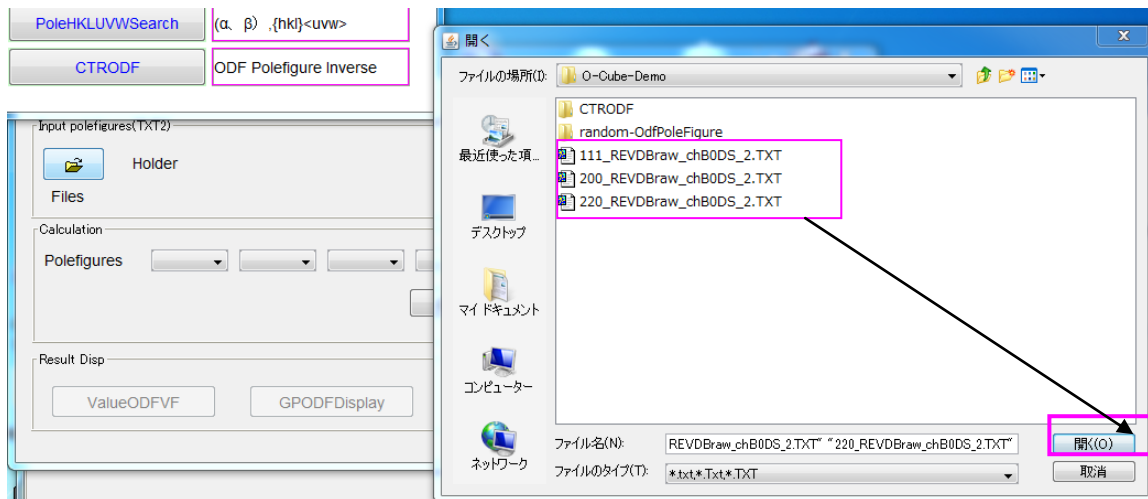 PoleHKLUVWSearch
(α、β) ,{hkl}<uvw>
CTRODF
ODF Polefigure Inverse
Input polefigures(TXT2)
Holder
Files
Calculation
Polefigures
Result Disp
ValueODFVF
GPODFDisplay
開く
X
ファイルの場所(I):
O-Cube-Demo
最近使った項...
デスクトップ
マイ ドキュメント
コンピューター
ネットワーク
CTRODF
random-OdfPoleFigure
111_REVDBraw_chB0DS_2.TXT
200_REVDBraw_chB0DS_2.TXT
220_REVDBraw_chB0DS_2.TXT
ファイル名(N):
REVDBraw_chB0DS_2.TXT" "220_REVDBraw_chB0DS_2.TXT"
開く(O)
ファイルのタイプ(T):
*.txt,*.Txt,*.TXT
取消